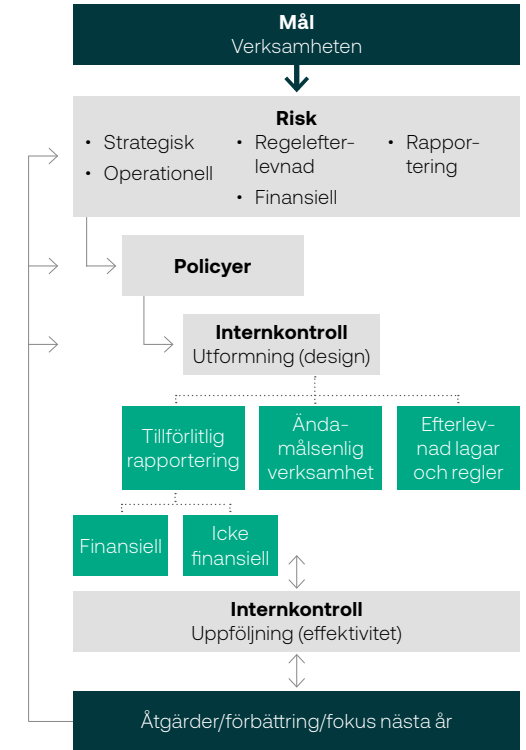 Mål
Verksamheten
Risk
• Strategisk
• Operationell
• Regelefter-
levnad
• Finansiell
• Rappor-
tering
Policyer
Internkontroll
Utformning (design)
Tillförlitlig
rapportering
Ända-
målsenlig
verksamhet
Efterlev-
nad lagar
och regler
Finansiell
Icke
finansiell
Internkontroll
Uppföljning (effektivitet)
Åtgärder/förbättring/fokus nästa år